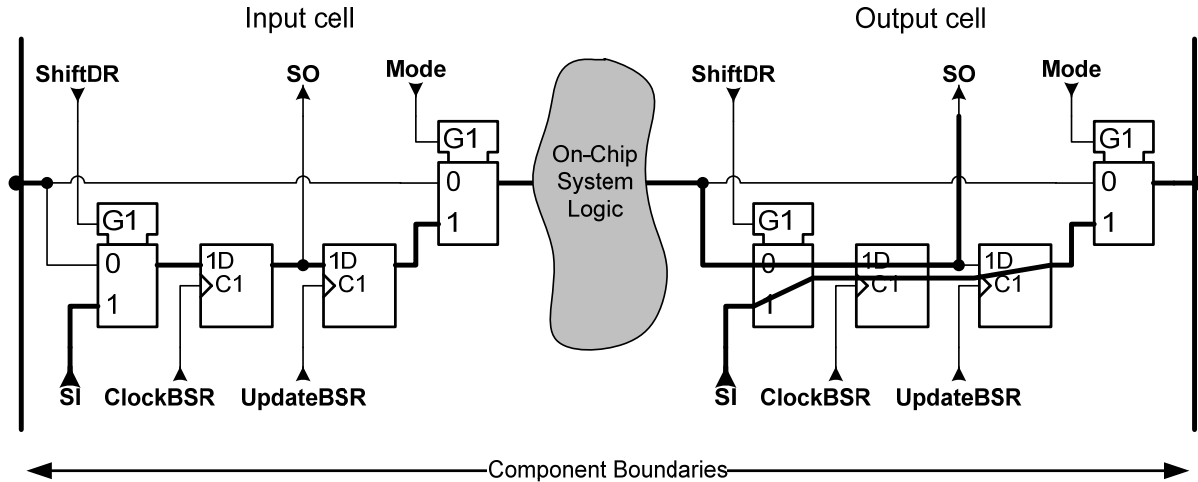 Input cell
Output cell
ShiftDR
SO
Mode
ShiftDR
SO
Mode
G1
G1
On-Chip
System
Logic
0
0
1
1
G1
G1
0
1D
1D
0
1D
1D
C1
C1
C1
C1
1
1
SI
ClockBSR
UpdateBSR
SI
ClockBSR
UpdateBSR
Component Boundaries